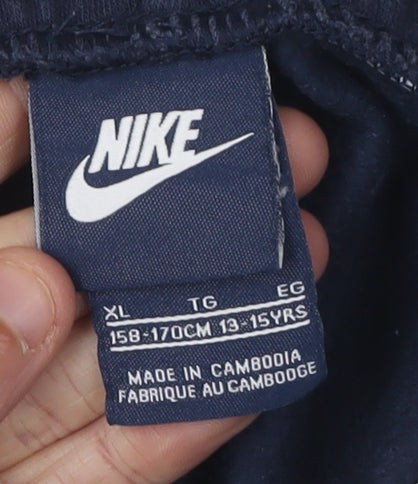 NIKE
XL TG EG
158-170CM 13-15YRS
MADE IN CAMBODIA
FABRIQUE AU CAMBODGE